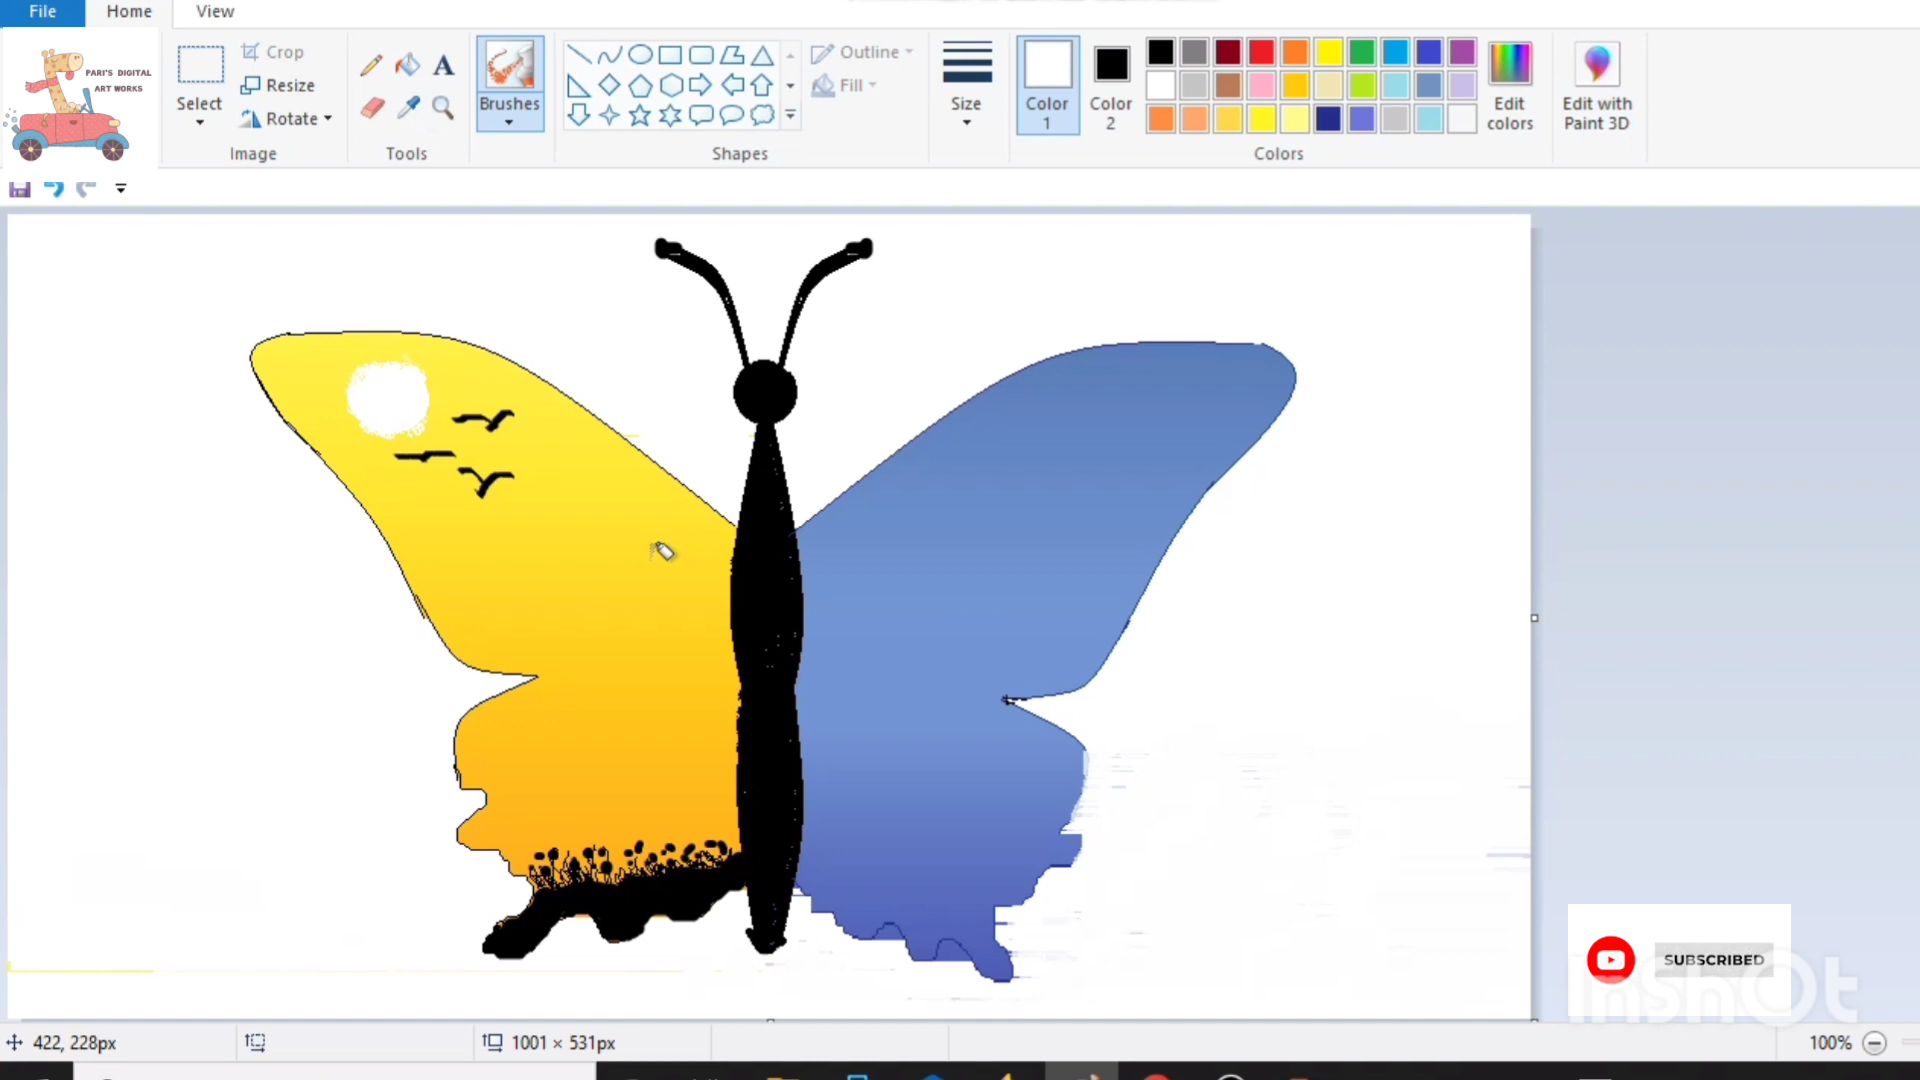 File Home View
PARI'S DIGITAL
ART WORKS
Select
Crop
Resize
Rotate
Image
A
Tools
Brushes
Shapes
Outline
Fill
Size
Color
1
Color
2
Edit
colors
Colors
Edit with
Paint 3D
SUBSCRIBED
InshOt
422, 228px
1001 × 531px
100%